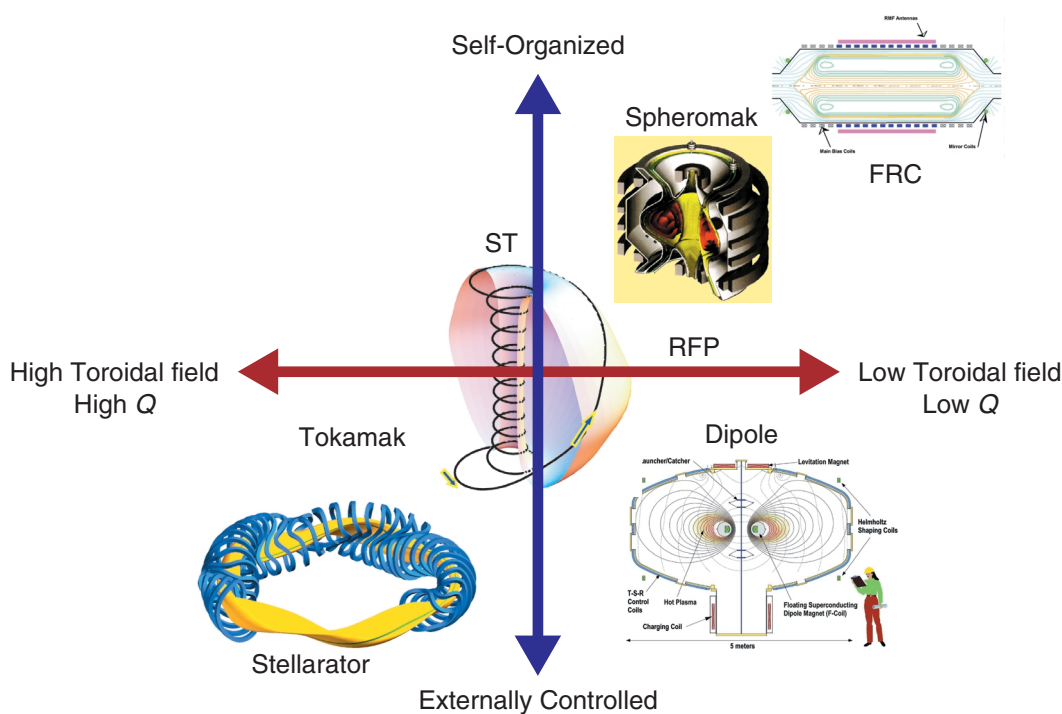 RMF Antennas
Self-Organized
Spheromak
Main Bias Coils
Mirror Coils
FRC
ST
RFP
High Toroidal field
High Q
Low Toroidal field
Low Q
Tokamak
Dipole
Levitation Magnet
auncher/Catcher
Helmholtz
Shaping Coils
T-S-R
Control
Coils
Hot Plasma
Floating Superconducting
Dipole Magnet (F-Coil)
Charging Coil
5 meters
Stellarator
Externally Controlled